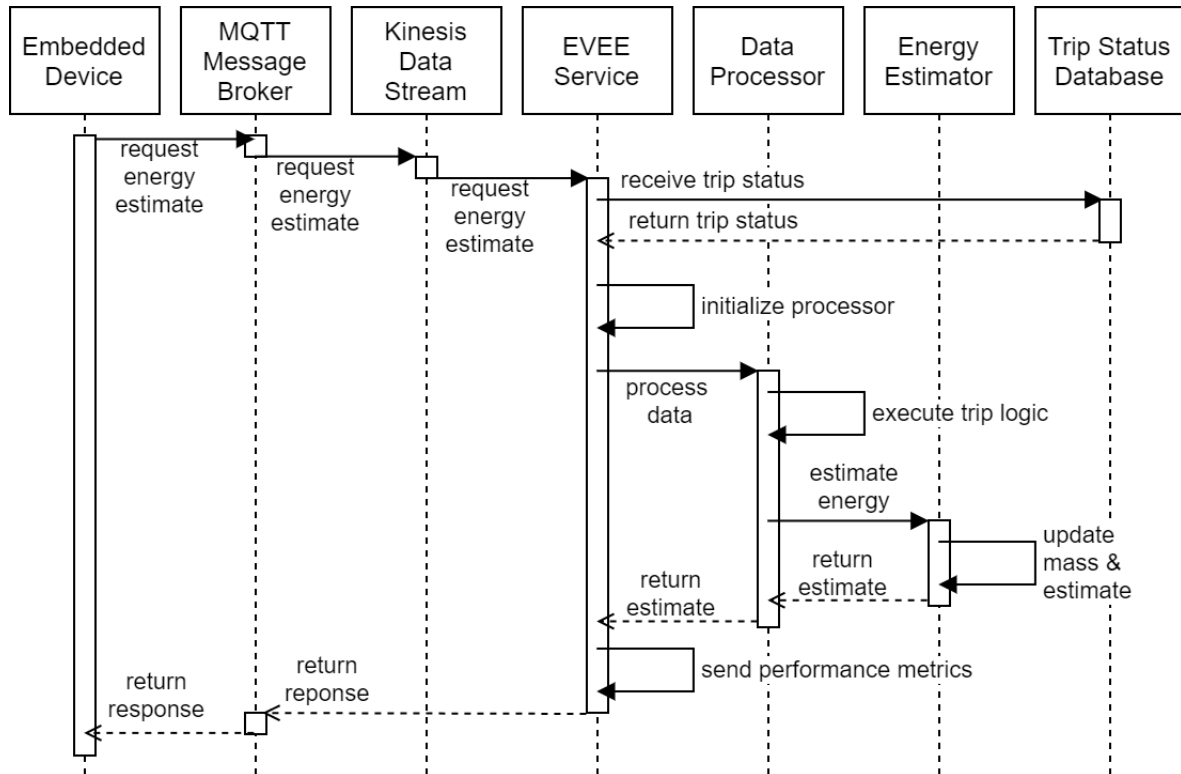 Embedded
Device
MQTT
Message
Broker
Kinesis
Data
Stream
EVEE
Service
Data
Processor
Energy
Estimator
Trip Status
Database
request
energy
estimate
request
energy
estimate
request
energy
estimate
receive trip status
return trip status
initialize processor
process
data
execute trip logic
estimate
energy
update
mass &
estimate
return
estimate
return
estimate
send performance metrics
return
reponse
return
response